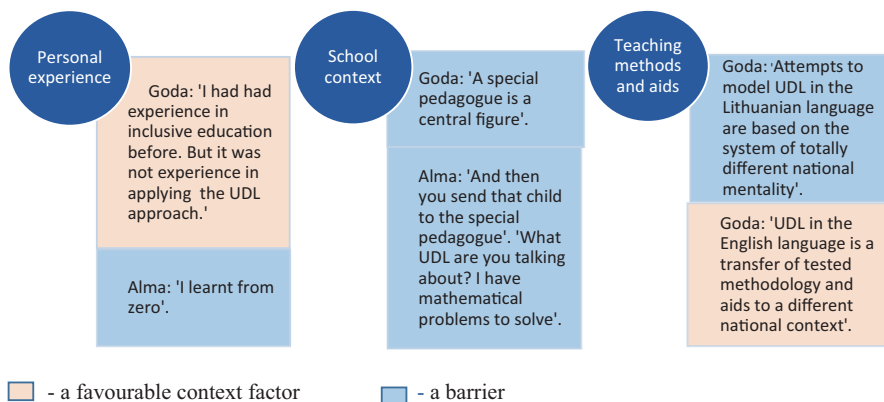 Personal
experience
Goda: 'I had had
experience in
inclusive education
before. But it was
not experience in
applying the UDL
approach.'
Alma: 'I learnt from
zero'.
School
context
Goda: 'A special
pedagogue is a
central figure'.
Alma: 'And then
you send that child
to the special
pedagogue'. 'What
UDL are you talking
about? I have
mathematical
problems to solve'.
Teaching
methods
and aids
Goda: 'Attempts to
model UDL in the
Lithuanian language
are based on the
system of totally
different national
mentality'.
Goda: 'UDL in the
English language is a
transfer of tested
methodology and
aids to a different
national context'.
- a favourable context factor
- a barrier